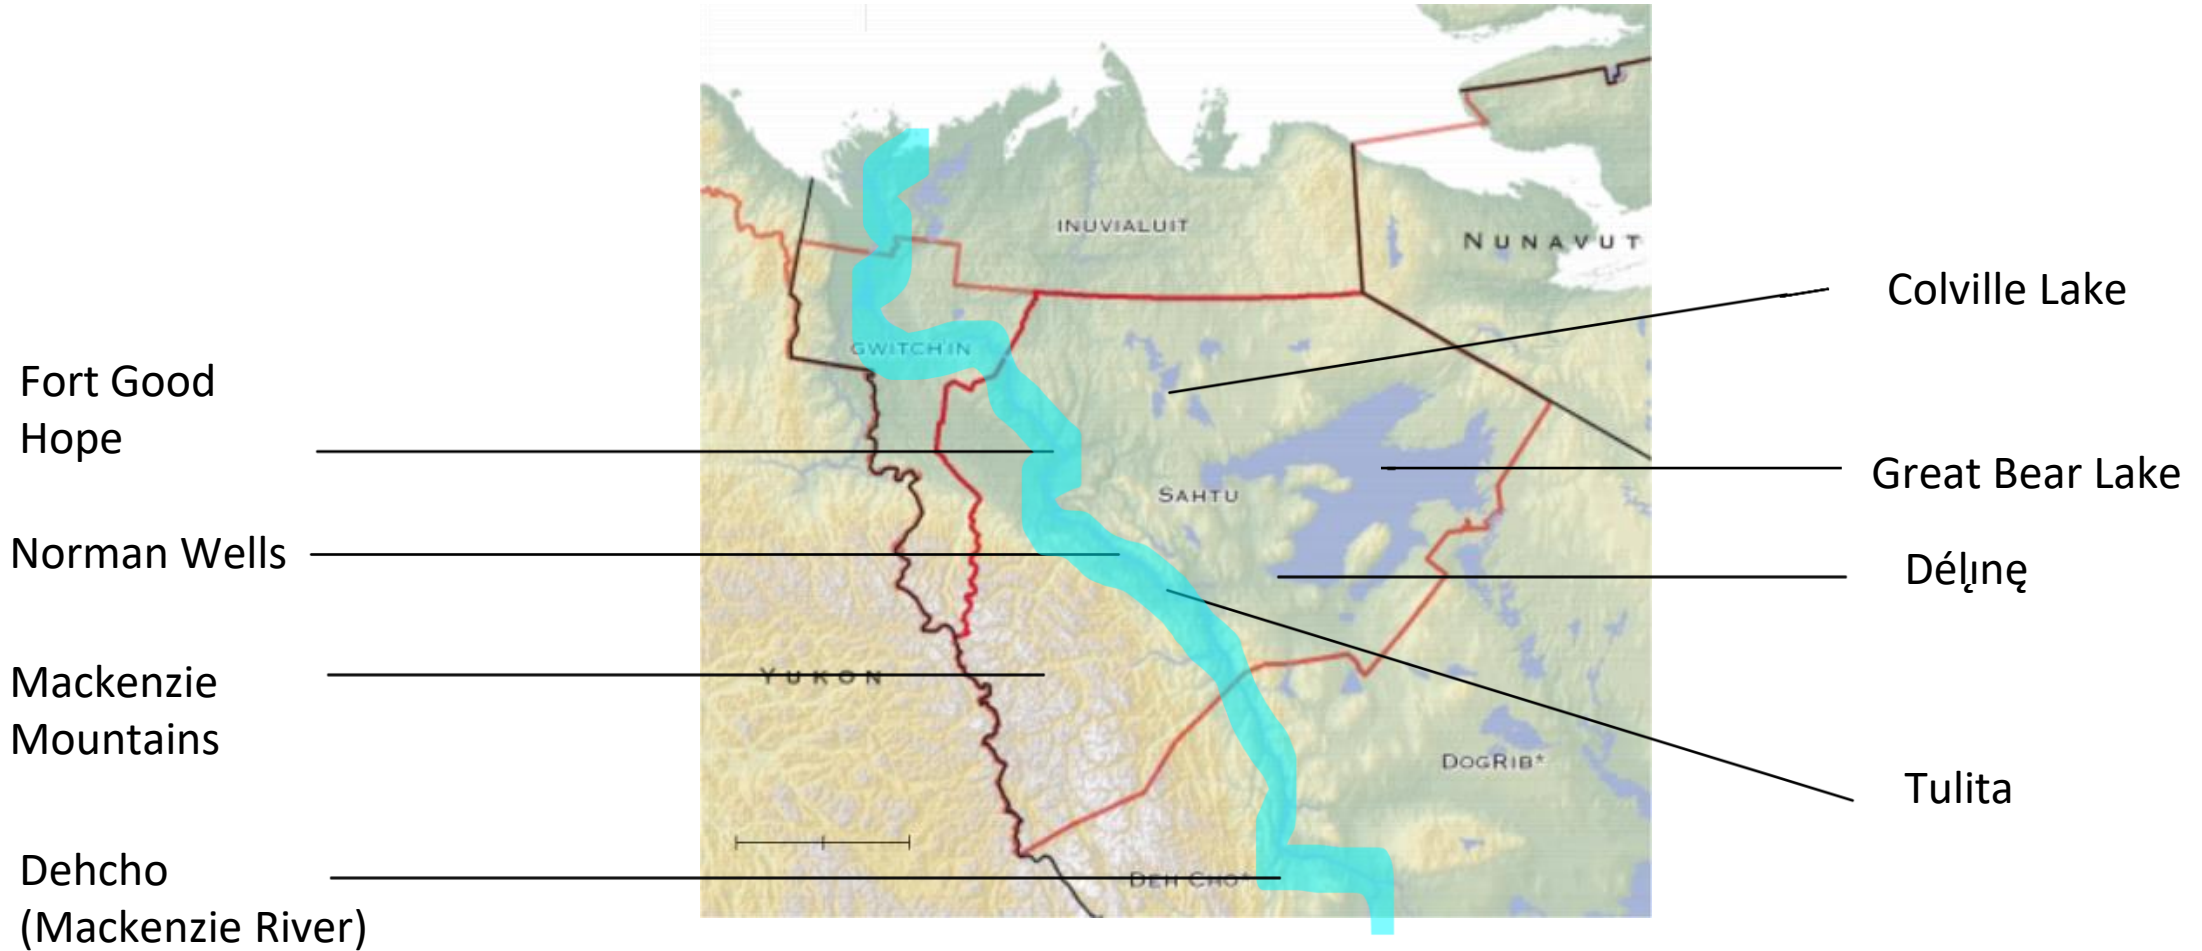 INUVIALUIT
NUNAVUT
Colville Lake
GWITCH'IN
Fort Good
Hope
Great Bear Lake
SAHTU
Norman Wells
Délı̨nę
Mackenzie
Mountains
YUKON
DOGRIB*
Tulita
Dehcho
(Mackenzie River)
DEH CHO*